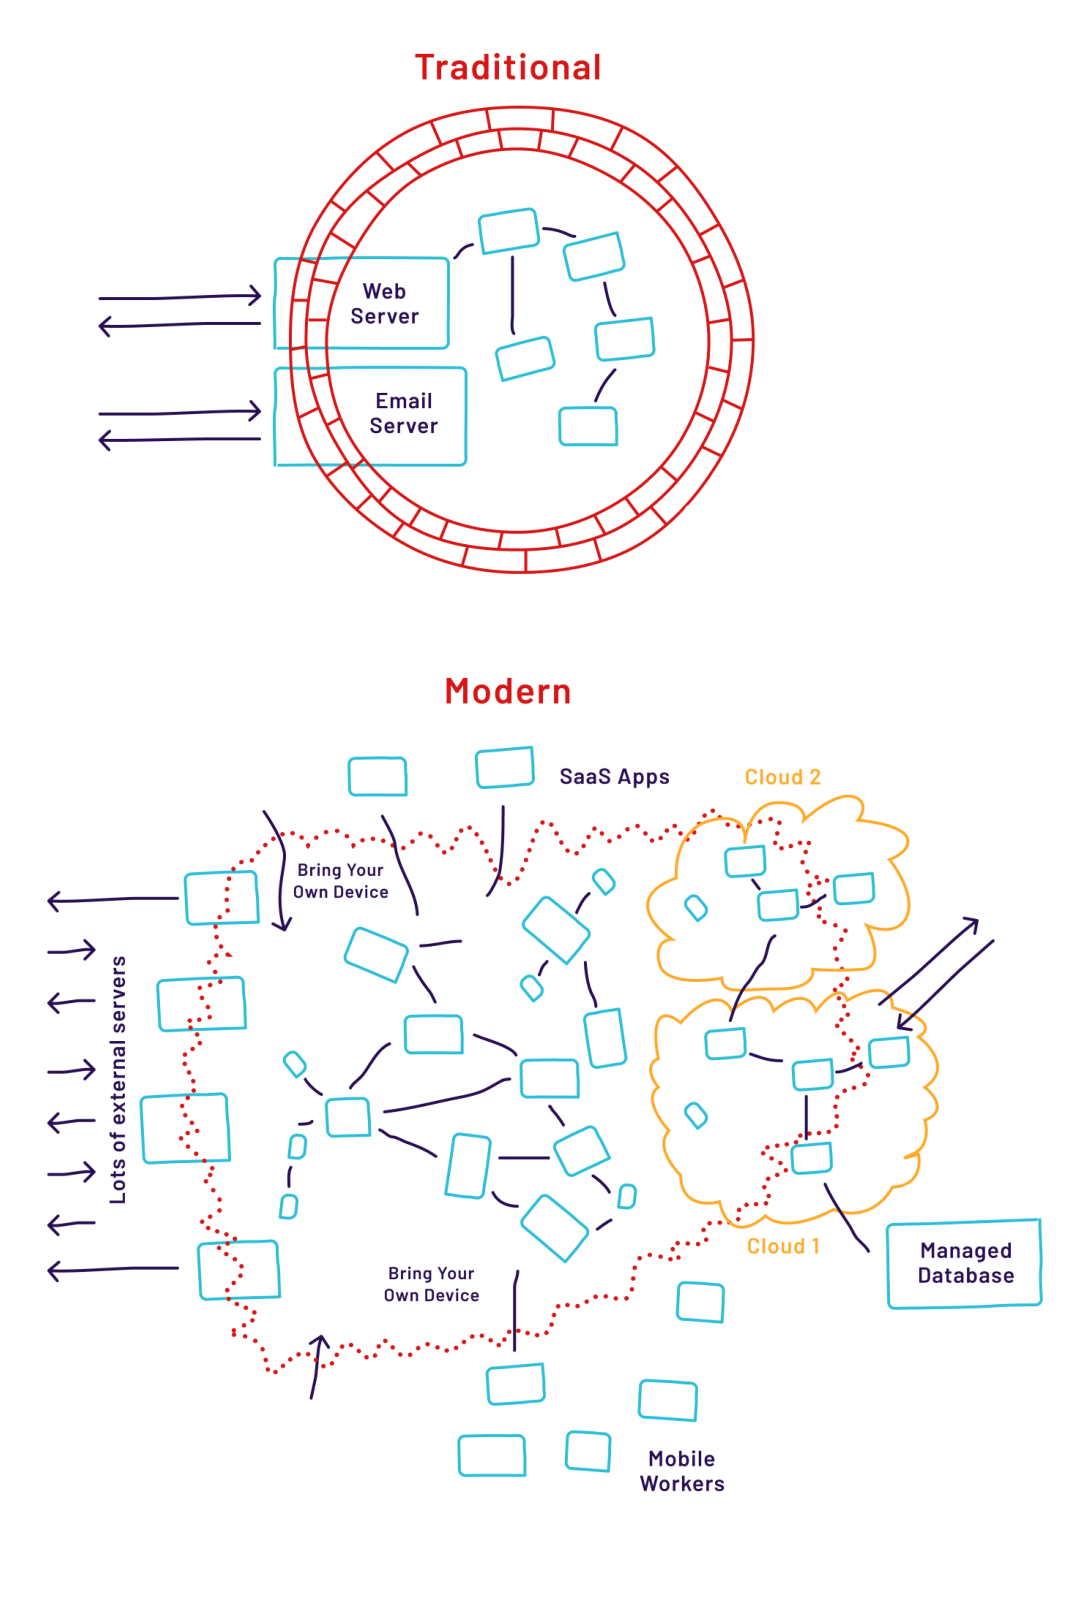 Traditional
Web
Server
Email
Server
Modern
SaaS Apps
Cloud 2
Bring Your
Own Device
Lots of external servers
Bring Your
Own Device
Cloud 1
Managed
Database
Mobile
Workers